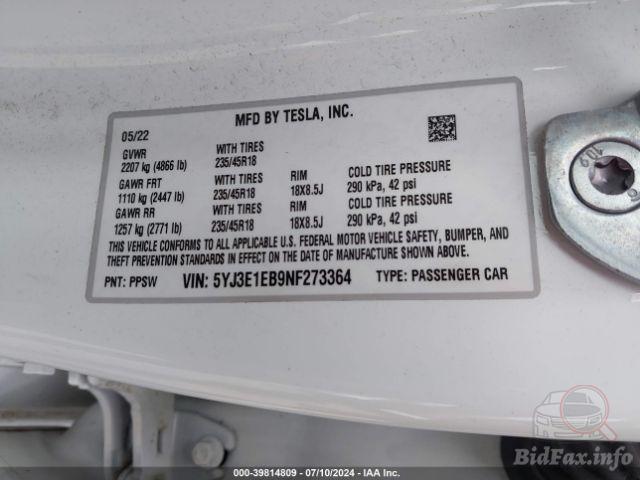 MFD BY TESLA, INC.
05/22
GVWR WITH TIRES
2207 kg (4866 lb) 235/45R18
GAWR FRT WITH TIRES RIM COLD TIRE PRESSURE
1110 kg (2447 lb) 235/45R18 18X8.5J 290 kPa, 42 psi
GAWR RR WITH TIRES RIM COLD TIRE PRESSURE
1257 kg (2771 lb) 235/45R18 18X8.5J 290 kPa, 42 psi
THIS VEHICLE CONFORMS TO ALL U.S. FEDERAL MOTOR VEHICLE SAFETY, BUMPER, AND
THEFT PREVENTION STANDARDS IN EFFECT ON THE DATE OF MANUFACTURE SHOWN ABOVE.
PNT: PPSW VIN: 5YJ3E1EB9NF273364 TYPE: PASSENGER CAR
10.9
BidFax.info
(ID: 39814809 - 07/10/2024 - IAA Inc.)